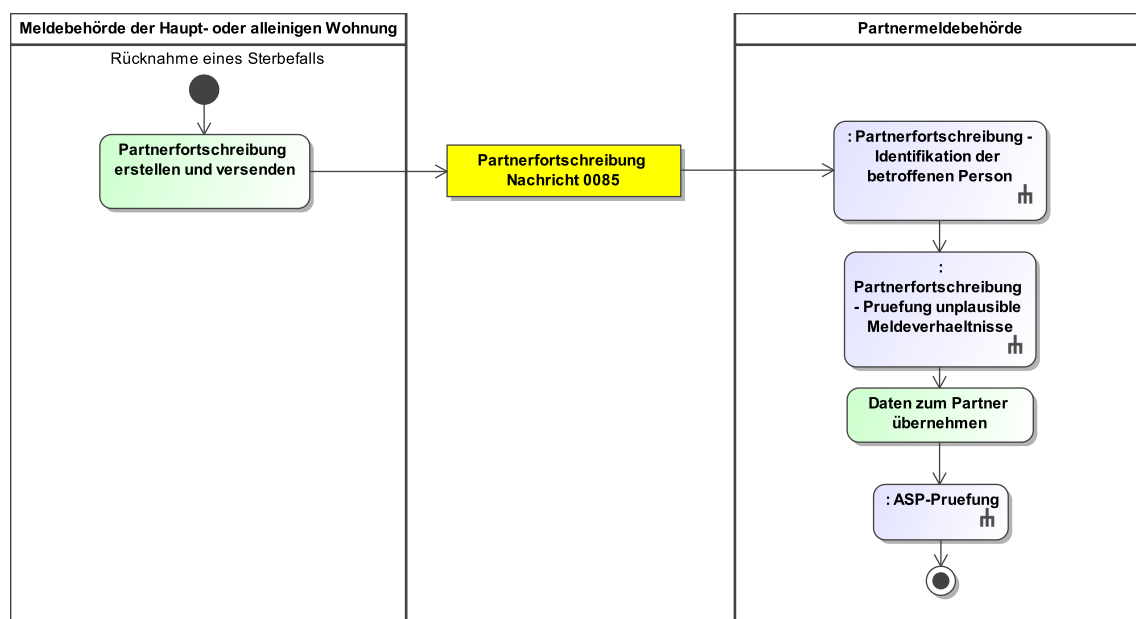 Meldebehörde der Haupt- oder alleinigen Wohnung
Partnermeldebehörde
Rücknahme eines Sterbefalls
Partnerfortschreibung
erstellen und versenden
Partnerfortschreibung
Nachricht 0085
: Partnerfortschreibung -
Identifikation der
betroffenen Person
:
Partnerfortschreibung
- Pruefung unplausible
Meldeverhaeltnisse
Daten zum Partner
übernehmen
: ASP-Pruefung